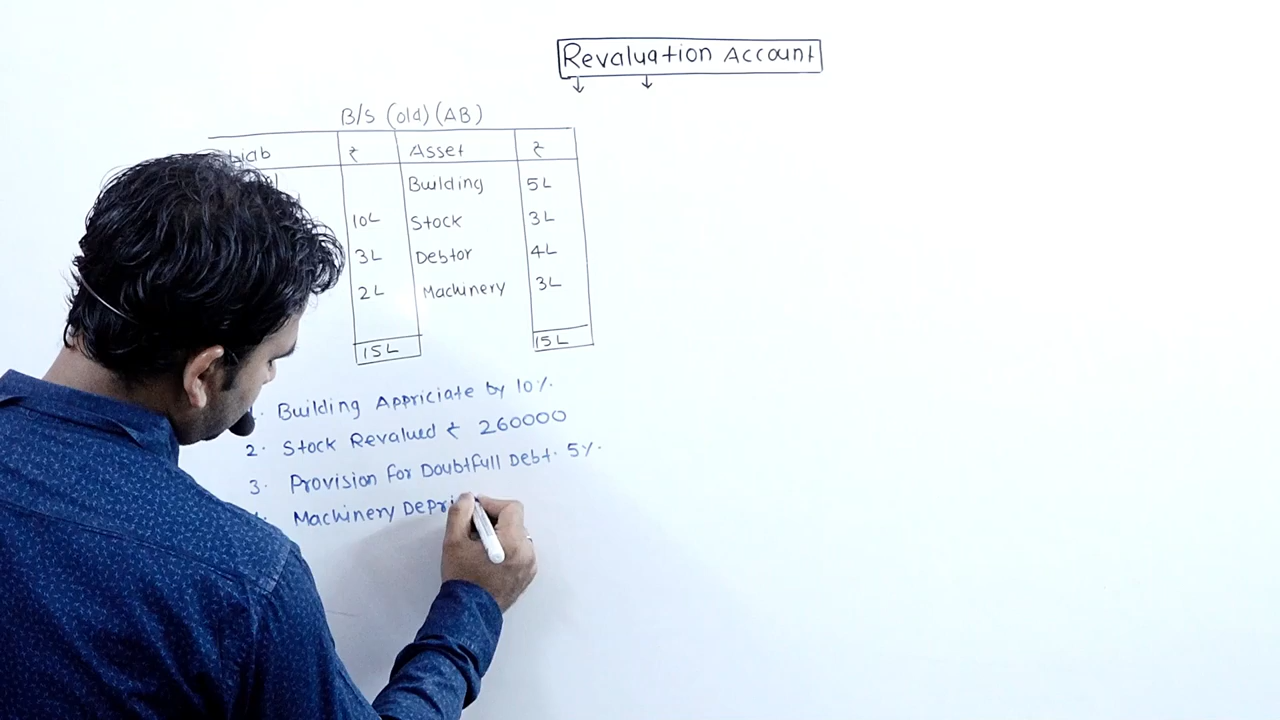 Revaluation Account
B/S (old) (AB)
₹ Asset ₹
Building 5L
10L Stock 3L
3L Debtor 4L
2L Machinery 3L
15L 15L
Building Appriciate by 10%.
2. Stock Revalued ₹ 260000
3. Provision for Doubtfull Debt. 5%.
Machinery Depri